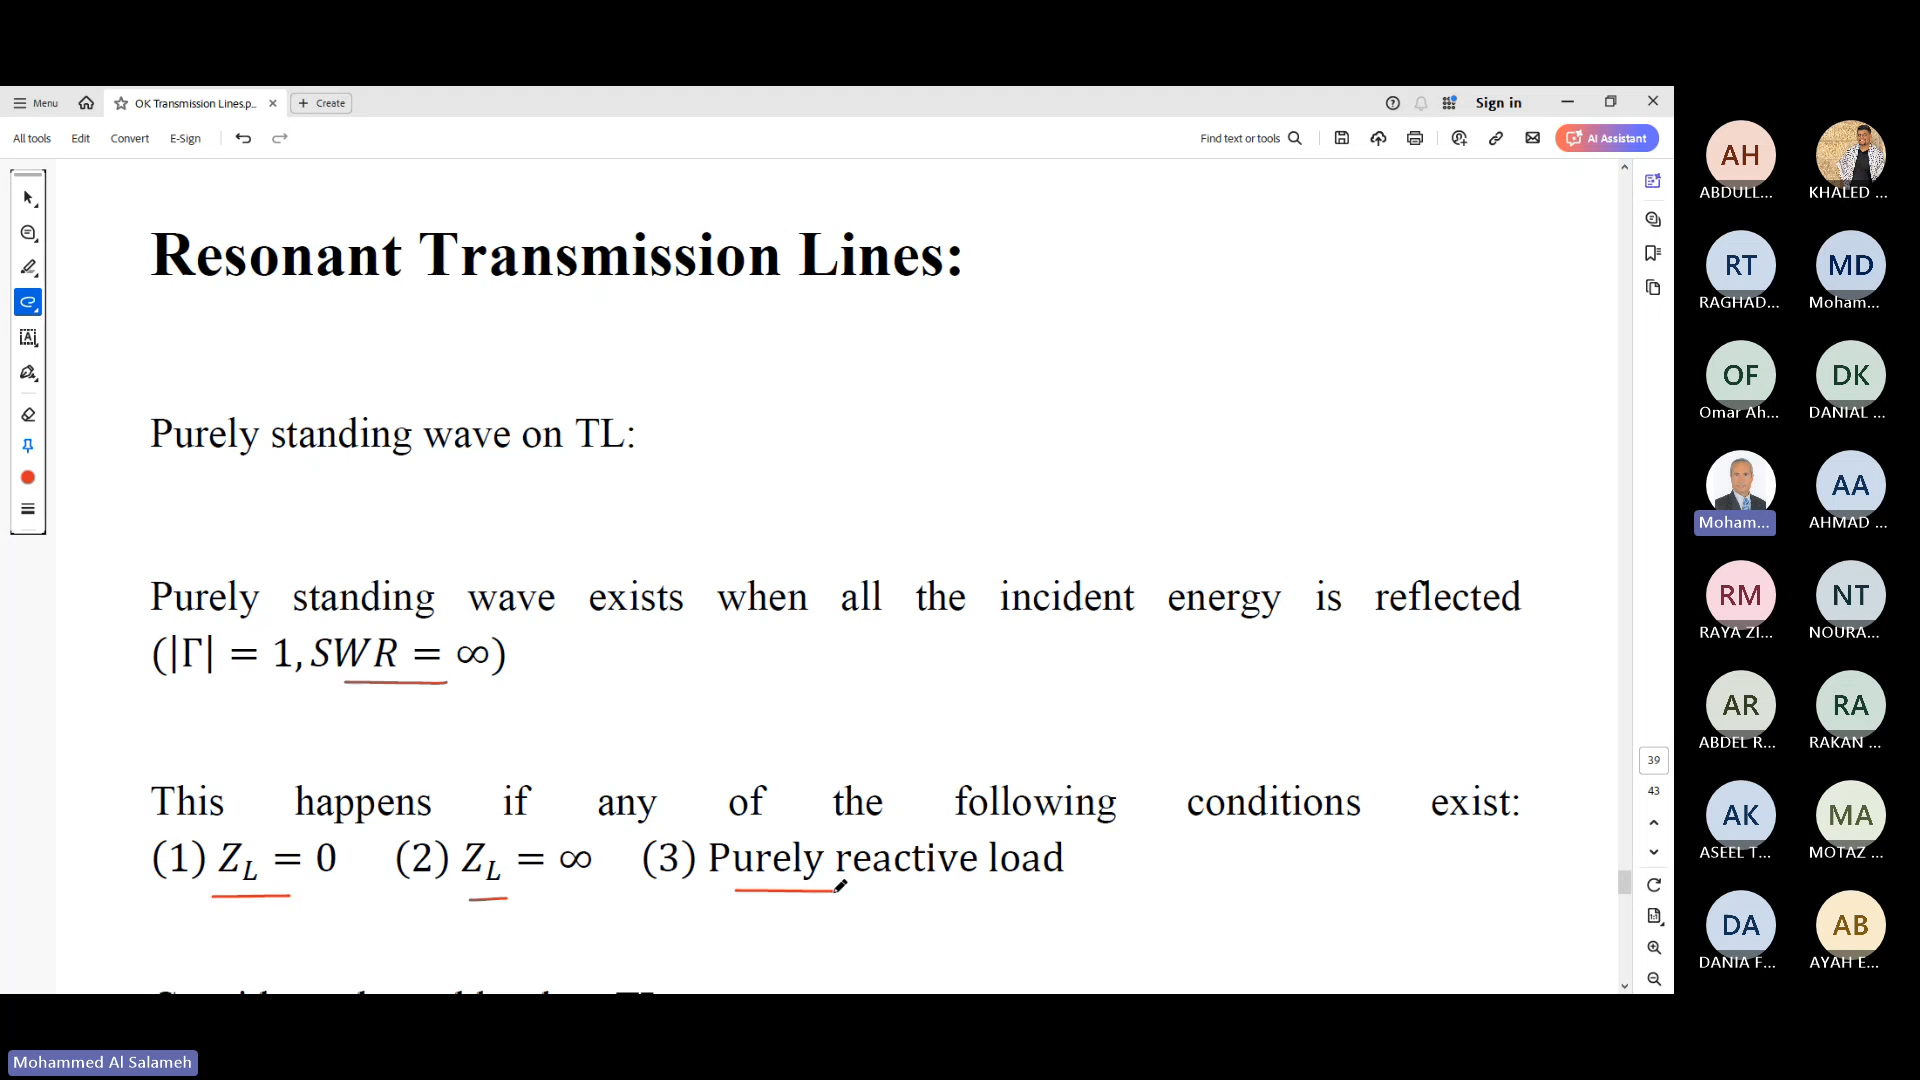 Menu
OK Transmission Lines.p...
Create
Sign in
All tools
Edit
Convert
E-Sign
Find text or tools
AI Assistant
Resonant Transmission Lines:
Purely standing wave on TL:
Purely standing wave exists when all the incident energy is reflected
(|Γ| = 1, SWR = ∞)
This happens if any of the following conditions exist:
(1) Z_L = 0 (2) Z_L = ∞ (3) Purely reactive load
39
43
AH
ABDULL...
KHALED ...
RT
RAGHAD...
MD
Moham...
OF
Omar Ah...
DK
DANIAL ...
Moham...
AA
AHMAD ...
RM
RAYA ZI...
NT
NOURA...
AR
ABDEL R...
RA
RAKAN ...
AK
ASEEL T...
MA
MOTAZ ...
DA
DANIA F...
AB
AYAH E...
Mohammed Al Salameh